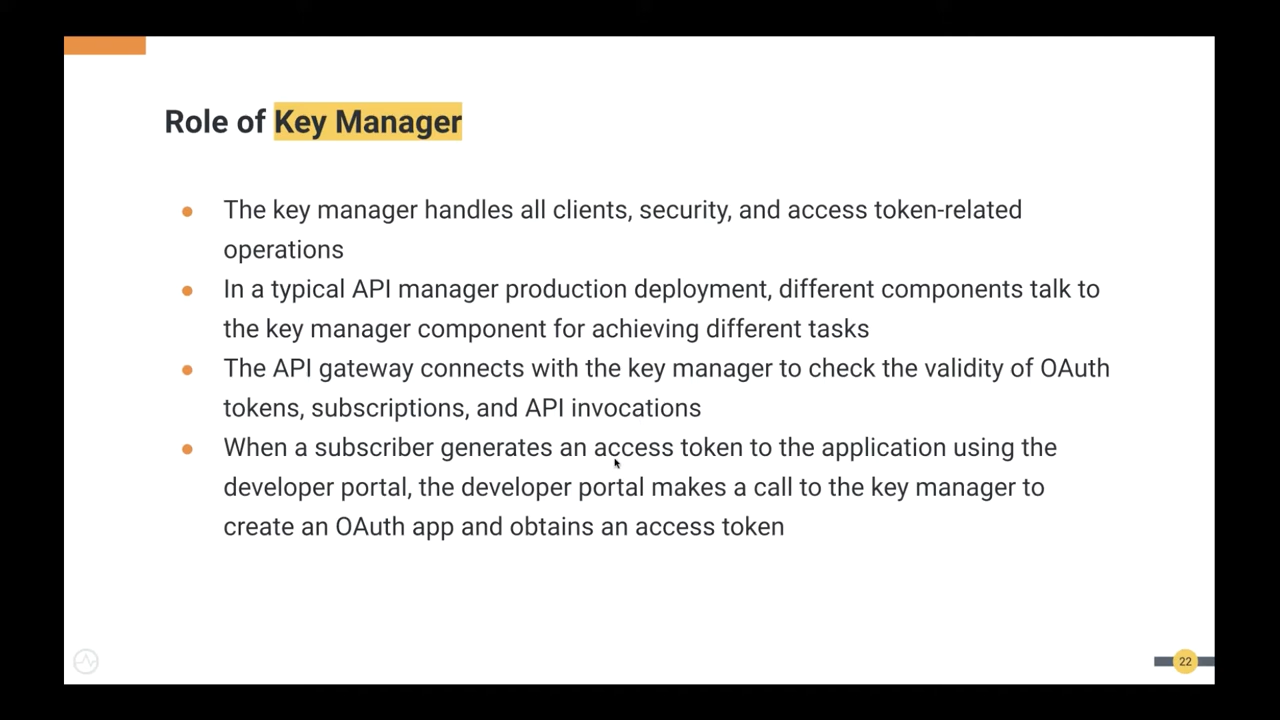 Role of Key Manager
The key manager handles all clients, security, and access token-related
operations
In a typical API manager production deployment, different components talk to
the key manager component for achieving different tasks
The API gateway connects with the key manager to check the validity of OAuth
tokens, subscriptions, and API invocations
When a subscriber generates an access token to the application using the
developer portal, the developer portal makes a call to the key manager to
create an OAuth app and obtains an access token
22